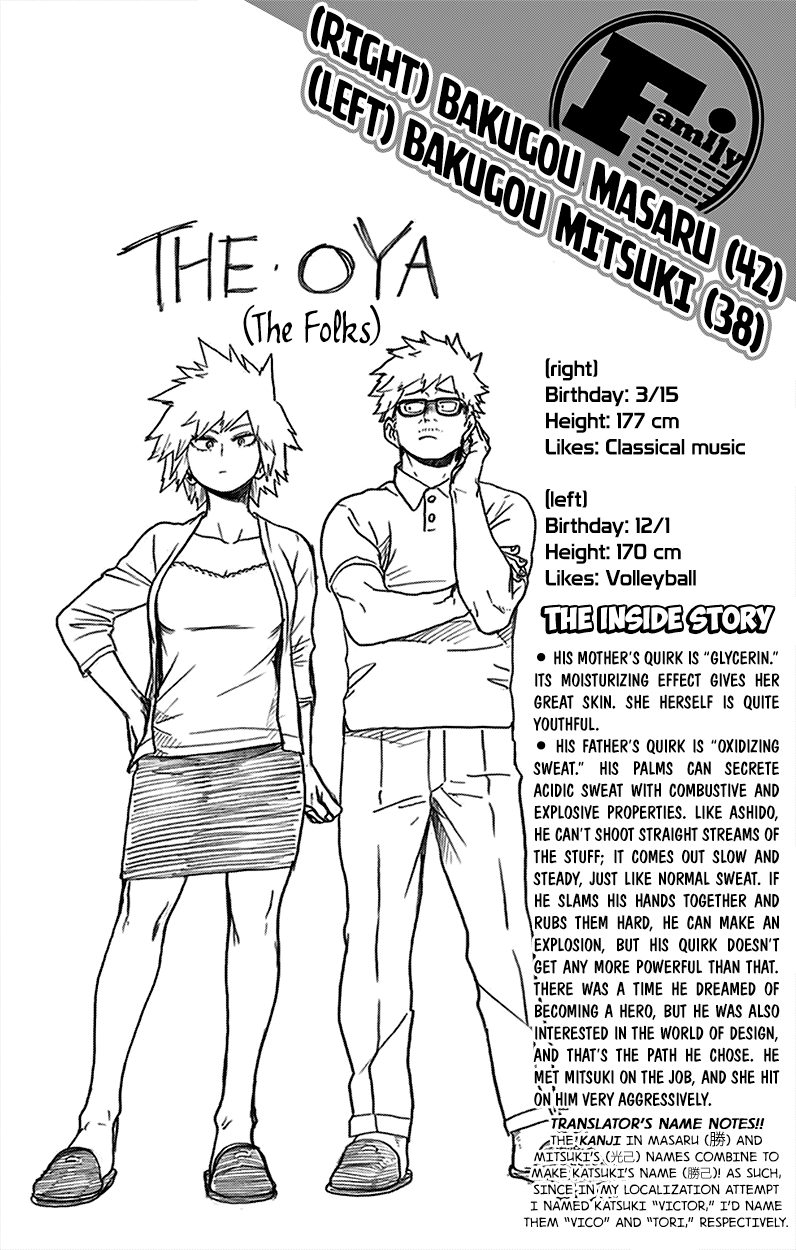 Family
(RIGHT) BAKUGOU MASARU (42)
(LEFT) BAKUGOU MITSUKI (38)
THE・OYA
(The Folks)
(right)
Birthday: 3/15
Height: 177 cm
Likes: Classical music
(left)
Birthday: 12/1
Height: 170 cm
Likes: Volleyball
THE INSIDE STORY
• HIS MOTHER'S QUIRK IS "GLYCERIN."
ITS MOISTURIZING EFFECT GIVES HER
GREAT SKIN. SHE HERSELF IS QUITE
YOUTHFUL.
• HIS FATHER'S QUIRK IS "OXIDIZING
SWEAT." HIS PALMS CAN SECRETE
ACIDIC SWEAT WITH COMBUSTIVE AND
EXPLOSIVE PROPERTIES. LIKE ASHIDO,
HE CAN'T SHOOT STRAIGHT STREAMS OF
THE STUFF; IT COMES OUT SLOW AND
STEADY, JUST LIKE NORMAL SWEAT. IF
HE SLAMS HIS HANDS TOGETHER AND
RUBS THEM HARD, HE CAN MAKE AN
EXPLOSION, BUT HIS QUIRK DOESN'T
GET ANY MORE POWERFUL THAN THAT.
THERE WAS A TIME HE DREAMED OF
BECOMING A HERO, BUT HE WAS ALSO
INTERESTED IN THE WORLD OF DESIGN,
AND THAT'S THE PATH HE CHOSE. HE
MET MITSUKI ON THE JOB, AND SHE HIT
ON HIM VERY AGGRESSIVELY.
TRANSLATOR'S NAME NOTES!!
THE KANJI IN MASARU (勝) AND
MITSUKI'S (光己) NAMES COMBINE TO
MAKE KATSUKI'S NAME (勝己)! AS SUCH,
SINCE IN MY LOCALIZATION ATTEMPT
I NAMED KATSUKI "VICTOR," I'D NAME
THEM "VICO" AND "TORI," RESPECTIVELY.